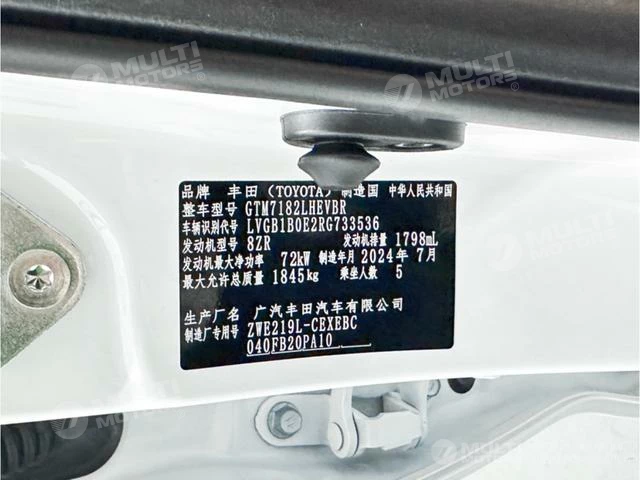 MULTI MOTORS
MULTI MOTORS
品牌 丰田 (TOYOTA) 制造国 中华人民共和国
整车型号 GTM7182LHEVBR
车辆识别代号 LVGB1B0E2RG733536
发动机型号 8ZR 发动机排量 1798mL
发动机最大净功率 72kW 制造年月 2024年7月
最大允许总质量 1845kg 乘坐人数 5
生产厂名 广汽丰田汽车有限公司
制造厂专用号 ZWE219L-CEXEBC
040FB20PA10